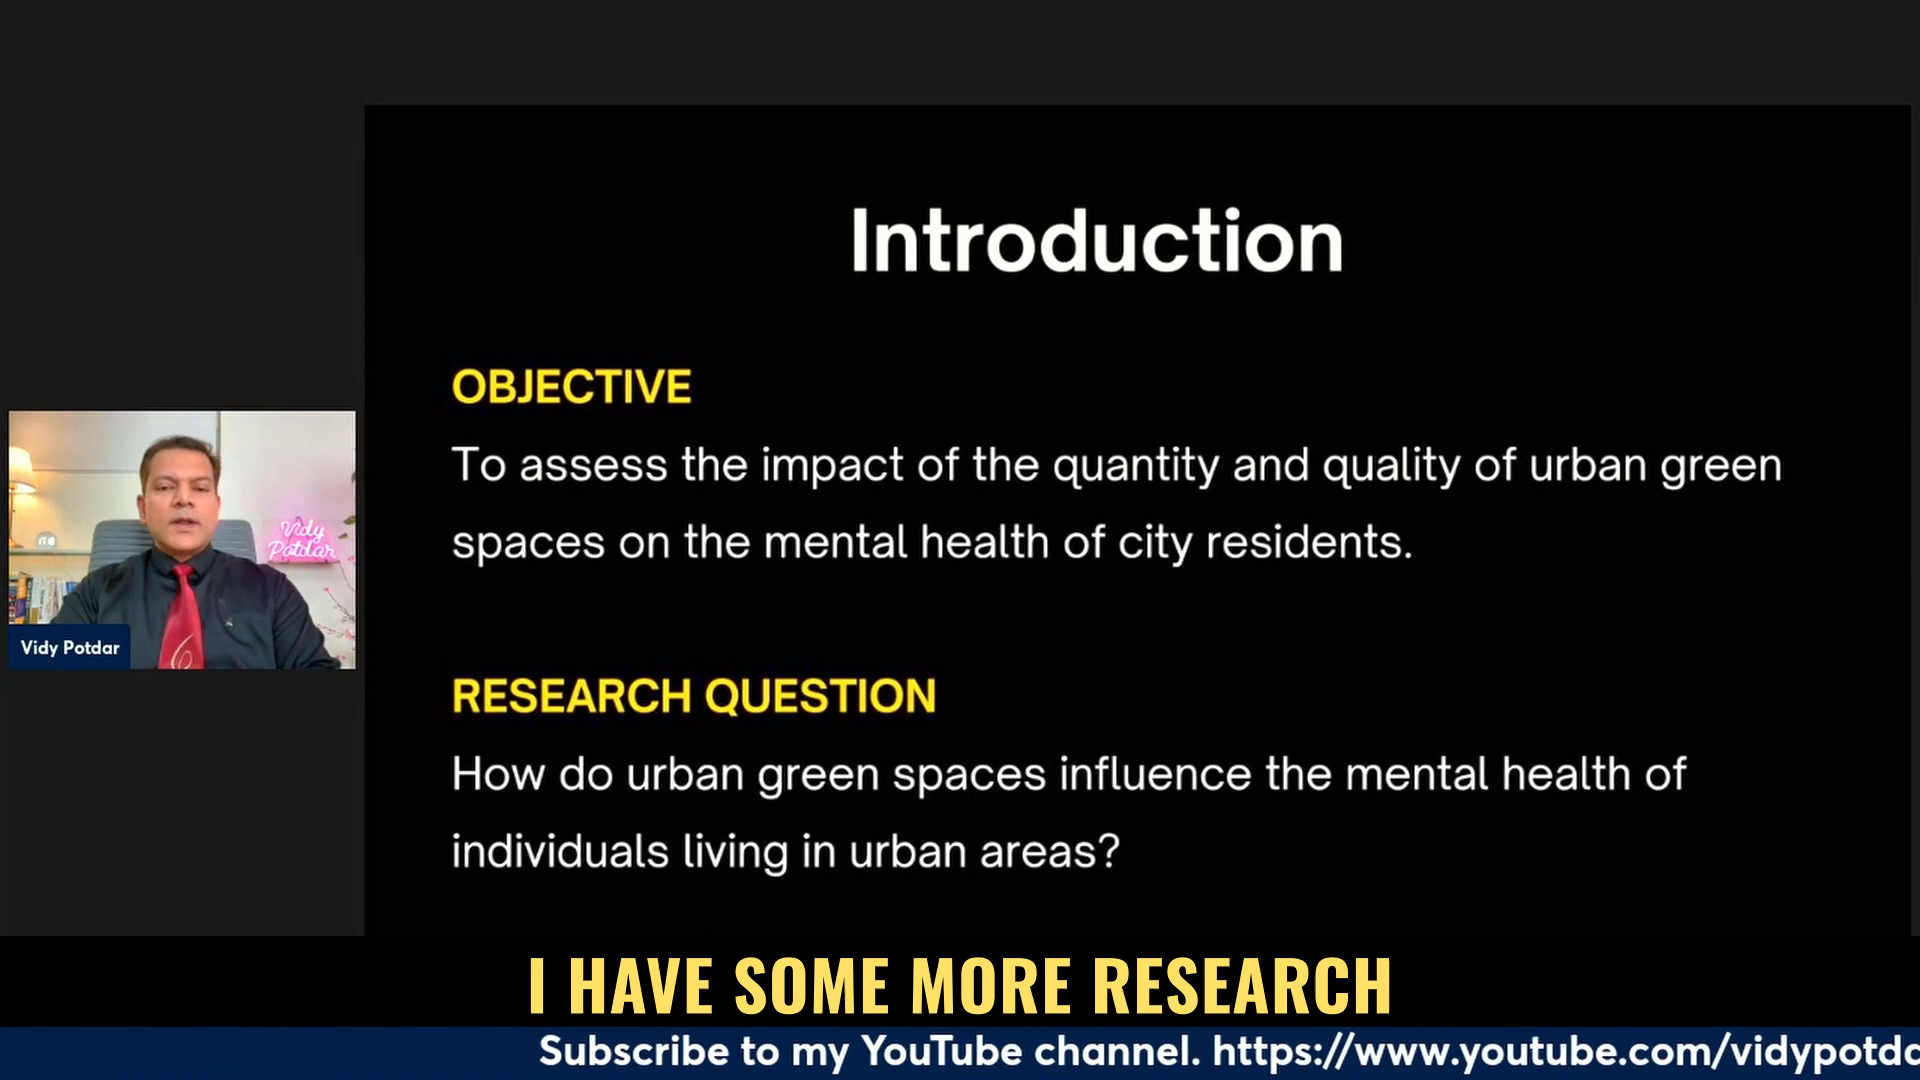 Introduction
OBJECTIVE
To assess the impact of the quantity and quality of urban green
spaces on the mental health of city residents.
RESEARCH QUESTION
How do urban green spaces influence the mental health of
individuals living in urban areas?
Vidy
Potdar
Vidy Potdar
I HAVE SOME MORE RESEARCH
Subscribe to my YouTube channel. https://www.youtube.com/vidypotda